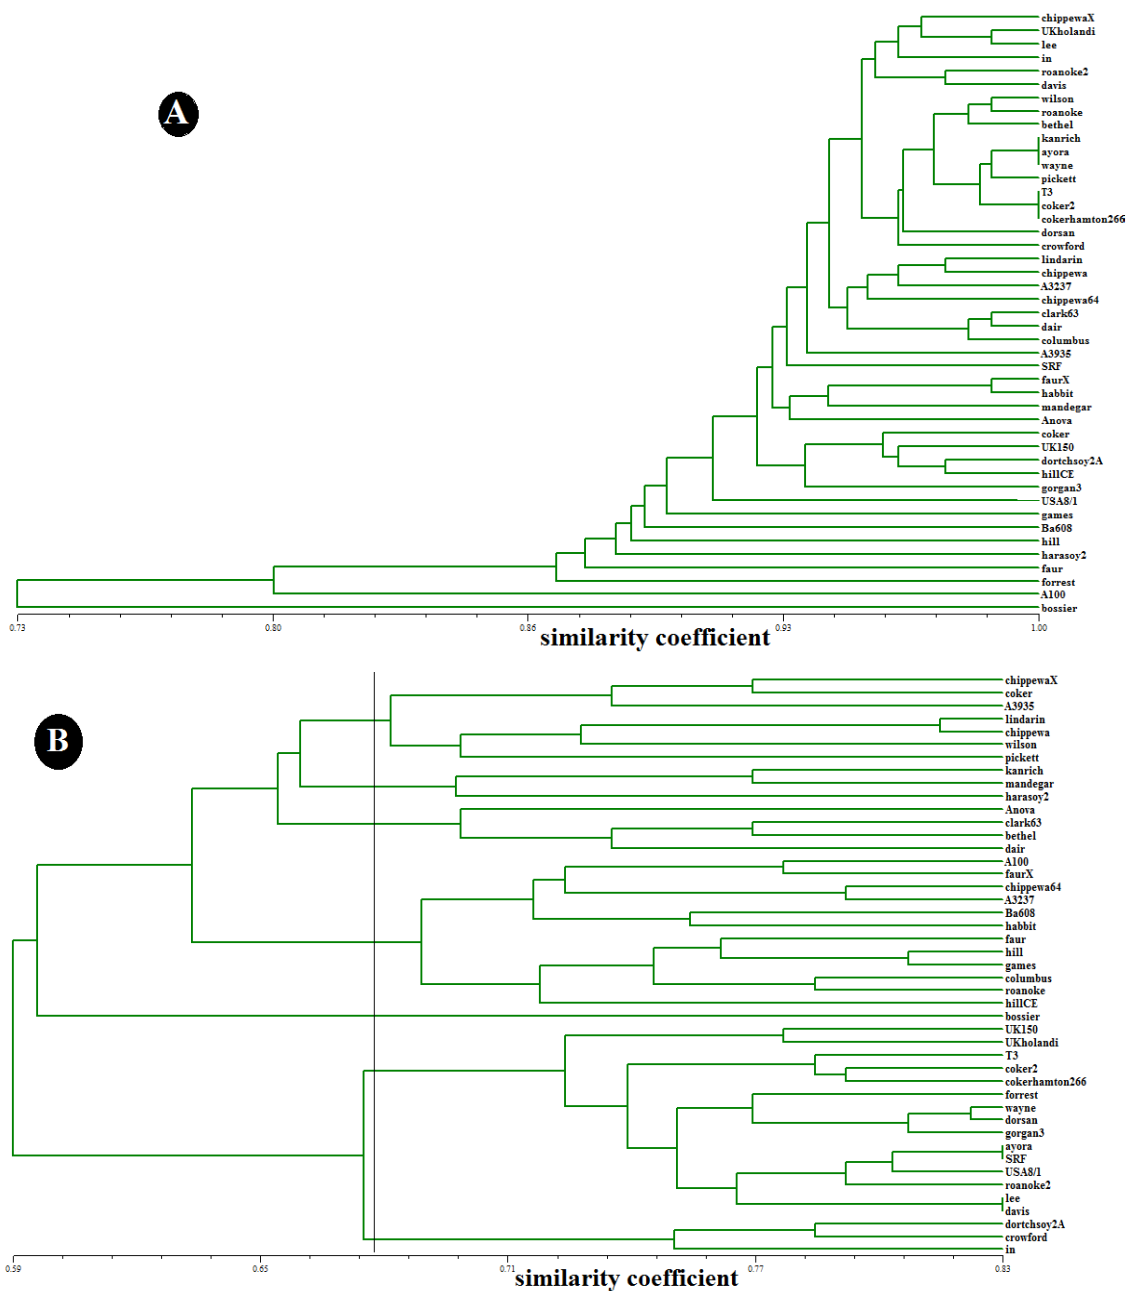 A
chippewaX
UKholandi
lee
in
roanoke2
davis
wilson
roanoke
bethel
kanrich
ayora
wayne
pickett
T3
coker2
cokerhamton266
dorsan
crowford
lindarin
chippewa
A3237
chippewa64
clark63
dair
columbus
A3935
SRF
faurX
habbit
mandegar
Anova
coker
UK150
dortchsoy2A
hillCE
gorgan3
USA8/1
games
Ba608
hill
harasoy2
faur
forrest
A100
bossier
0.73 0.80 0.86 0.93 1.00
similarity coefficient
B
chippewaX
coker
A3935
lindarin
chippewa
wilson
pickett
kanrich
mandegar
harasoy2
Anova
clark63
bethel
dair
A100
faurX
chippewa64
A3237
Ba608
habbit
faur
hill
games
columbus
roanoke
hillCE
bossier
UK150
UKholandi
T3
coker2
cokerhamton266
forrest
wayne
dorsan
gorgan3
ayora
SRF
USA8/1
roanoke2
lee
davis
dortchsoy2A
crowford
in
0.59 0.65 0.71 0.77 0.83
similarity coefficient